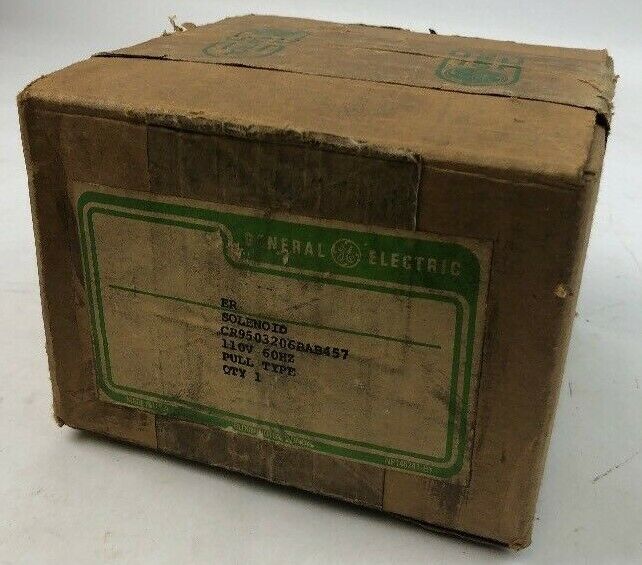 GENERAL ELECTRIC
ER
SOLENOID
CR9503206BAB457
110V 60HZ
PULL TYPE
QTY 1